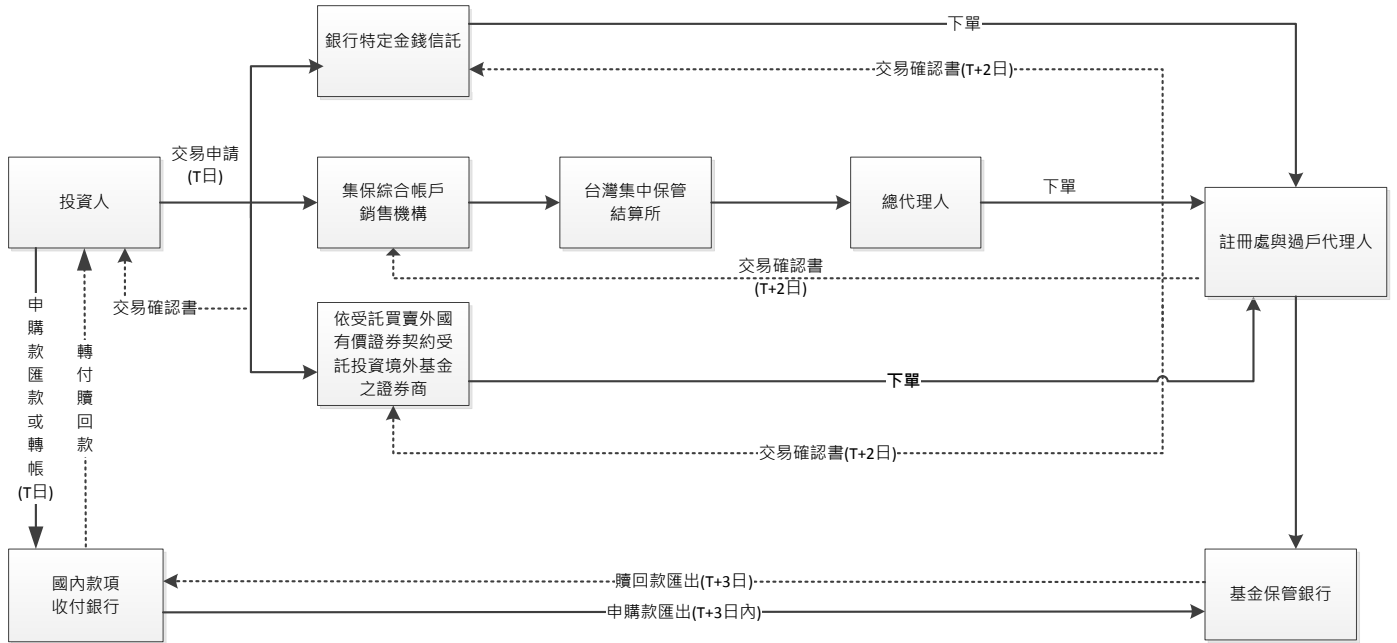 下單
銀行特定金錢信託
交易確認書(T+2日)
交易申請
(T日)
投資人
集保綜合帳戶
銷售機構
台灣集中保管
結算所
總代理人
下單
註冊處與過戶代理人
交易確認書
(T+2日)
交易確認書
依受託買賣外國
有價證券契約受
託投資境外基金
之證券商
下單
交易確認書(T+2日)
申
購
款
匯
款
或
轉
帳
(T日)
轉
付
贖
回
款
國內款項
收付銀行
贖回款匯出(T+3日)
申購款匯出(T+3日內)
基金保管銀行